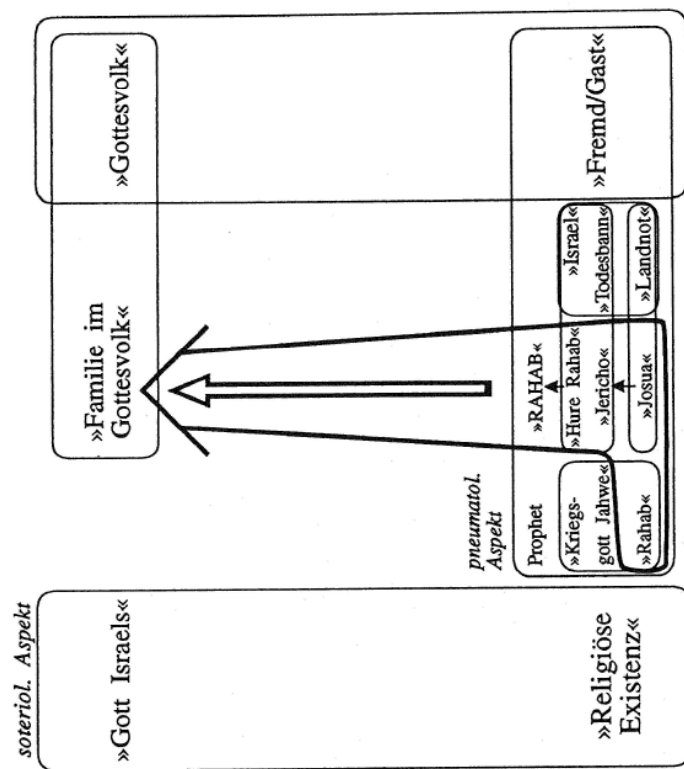 soteriol. Aspekt
»Gott Israels«
»Familie im
Gottesvolk«
»Gottesvolk«
pneumatol.
Aspekt
Prophet
»RAHAB«
»Kriegs-
gott Jahwe«
»Hure Rahab«
»Israel«
»Jericho«
»Todesbann«
»Rahab«
»Josua«
»Landnot«
»Religiöse
Existenz«
»Fremd/Gast«